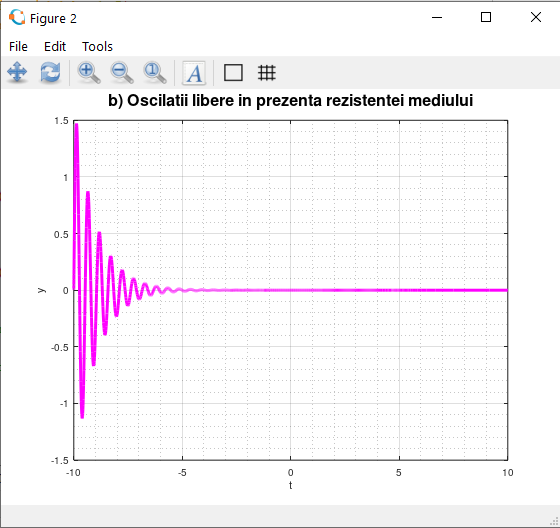 Figure 2
File Edit Tools
A
b) Oscilatii libere in prezenta rezistentei mediului
1.5
1
0.5
y
0
-0.5
-1
-1.5
-10 -5 0 5 10
t